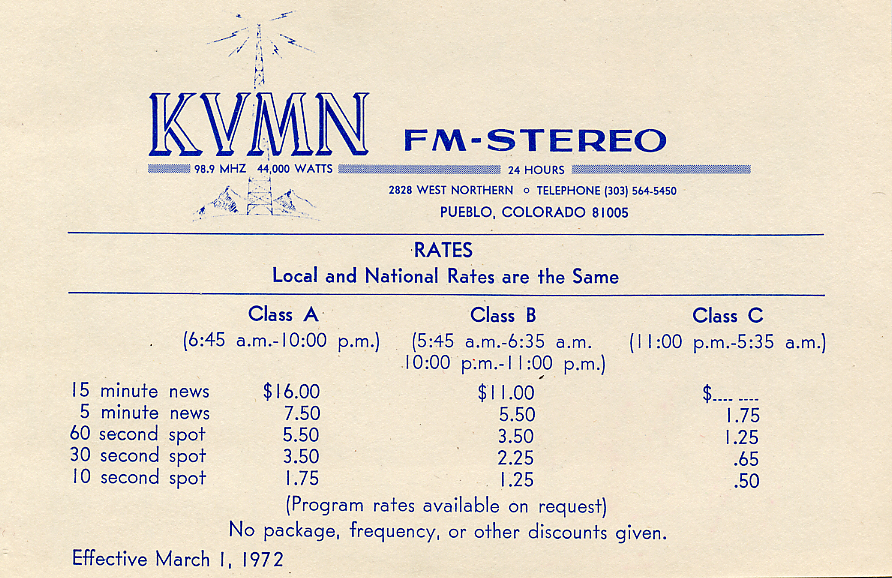 KVMN FM-STEREO
98.9 MHZ 44,000 WATTS 24 HOURS
2828 WEST NORTHERN o TELEPHONE (303) 564-5450
PUEBLO, COLORADO 81005
RATES
Local and National Rates are the Same
Class A Class B Class C
(6:45 a.m.-10:00 p.m.) (5:45 a.m.-6:35 a.m. (11:00 p.m.-5:35 a.m.)
10:00 p.m.-11:00 p.m.)
15 minute news $16.00 $11.00 $.... ....
5 minute news 7.50 5.50 1.75
60 second spot 5.50 3.50 1.25
30 second spot 3.50 2.25 .65
10 second spot 1.75 1.25 .50
(Program rates available on request)
No package, frequency, or other discounts given.
Effective March 1, 1972